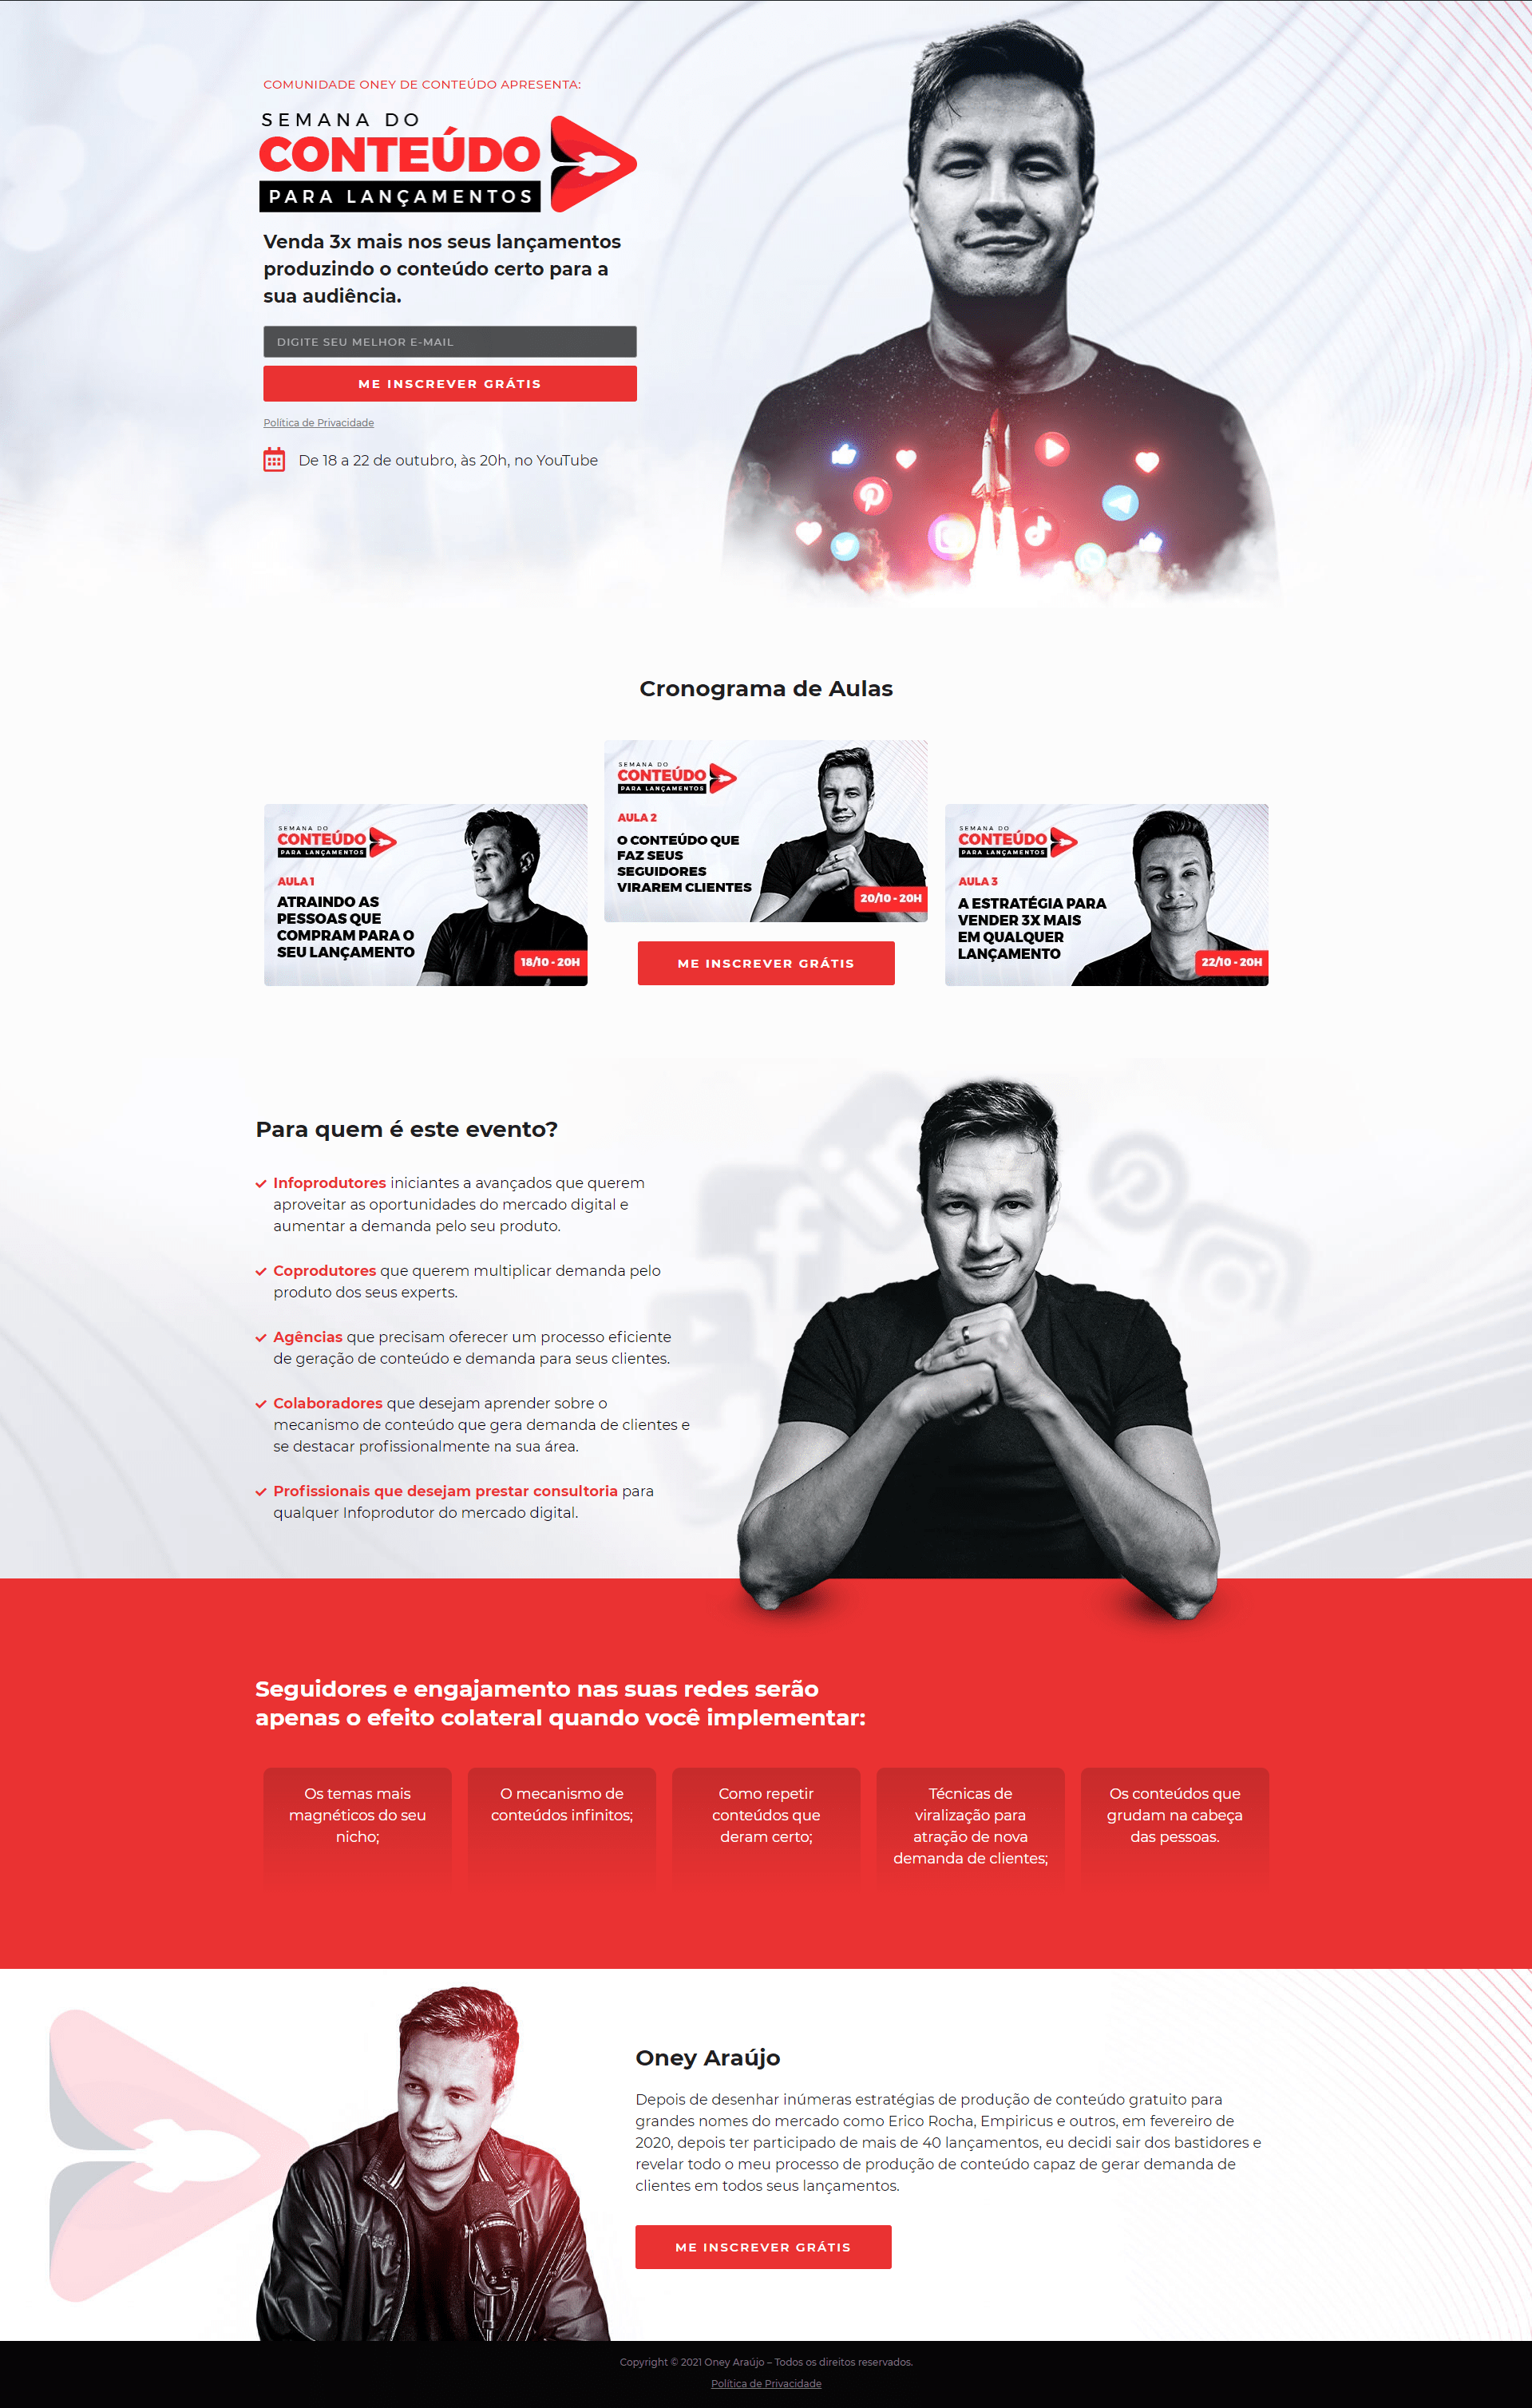 COMUNIDADE ONEY DE CONTEÚDO APRESENTA:
SEMANA DO
CONTEÚDO
PARA LANÇAMENTOS
Venda 3x mais nos seus lançamentos
produzindo o conteúdo certo para a
sua audiência.
DIGITE SEU MELHOR E-MAIL
ME INSCREVER GRÁTIS
Política de Privacidade
De 18 a 22 de outubro, às 20h, no YouTube
Cronograma de Aulas
SEMANA DO
CONTEÚDO
PARA LANÇAMENTOS
AULA 1
ATRAINDO AS
PESSOAS QUE
COMPRAM PARA O
SEU LANÇAMENTO
18/10 - 20H
SEMANA DO
CONTEÚDO
PARA LANÇAMENTOS
AULA 2
O CONTEÚDO QUE
FAZ SEUS
SEGUIDORES
VIRAREM CLIENTES
20/10 - 20H
ME INSCREVER GRÁTIS
SEMANA DO
CONTEÚDO
PARA LANÇAMENTOS
AULA 3
A ESTRATÉGIA PARA
VENDER 3X MAIS
EM QUALQUER
LANÇAMENTO
22/10 - 20H
Para quem é este evento?
Infoprodutores iniciantes a avançados que querem
aproveitar as oportunidades do mercado digital e
aumentar a demanda pelo seu produto.
Coprodutores que querem multiplicar demanda pelo
produto dos seus experts.
Agências que precisam oferecer um processo eficiente
de geração de conteúdo e demanda para seus clientes.
Colaboradores que desejam aprender sobre o
mecanismo de conteúdo que gera demanda de clientes e
se destacar profissionalmente na sua área.
Profissionais que desejam prestar consultoria para
qualquer Infoprodutor do mercado digital.
Seguidores e engajamento nas suas redes serão
apenas o efeito colateral quando você implementar:
Os temas mais
magnéticos do seu
nicho;
O mecanismo de
conteúdos infinitos;
Como repetir
conteúdos que
deram certo;
Técnicas de
viralização para
atração de nova
demanda de clientes;
Os conteúdos que
grudam na cabeça
das pessoas.
Oney Araújo
Depois de desenhar inúmeras estratégias de produção de conteúdo gratuito para
grandes nomes do mercado como Erico Rocha, Empiricus e outros, em fevereiro de
2020, depois ter participado de mais de 40 lançamentos, eu decidi sair dos bastidores e
revelar todo o meu processo de produção de conteúdo capaz de gerar demanda de
clientes em todos seus lançamentos.
ME INSCREVER GRÁTIS
Copyright © 2021 Oney Araújo – Todos os direitos reservados.
Política de Privacidade